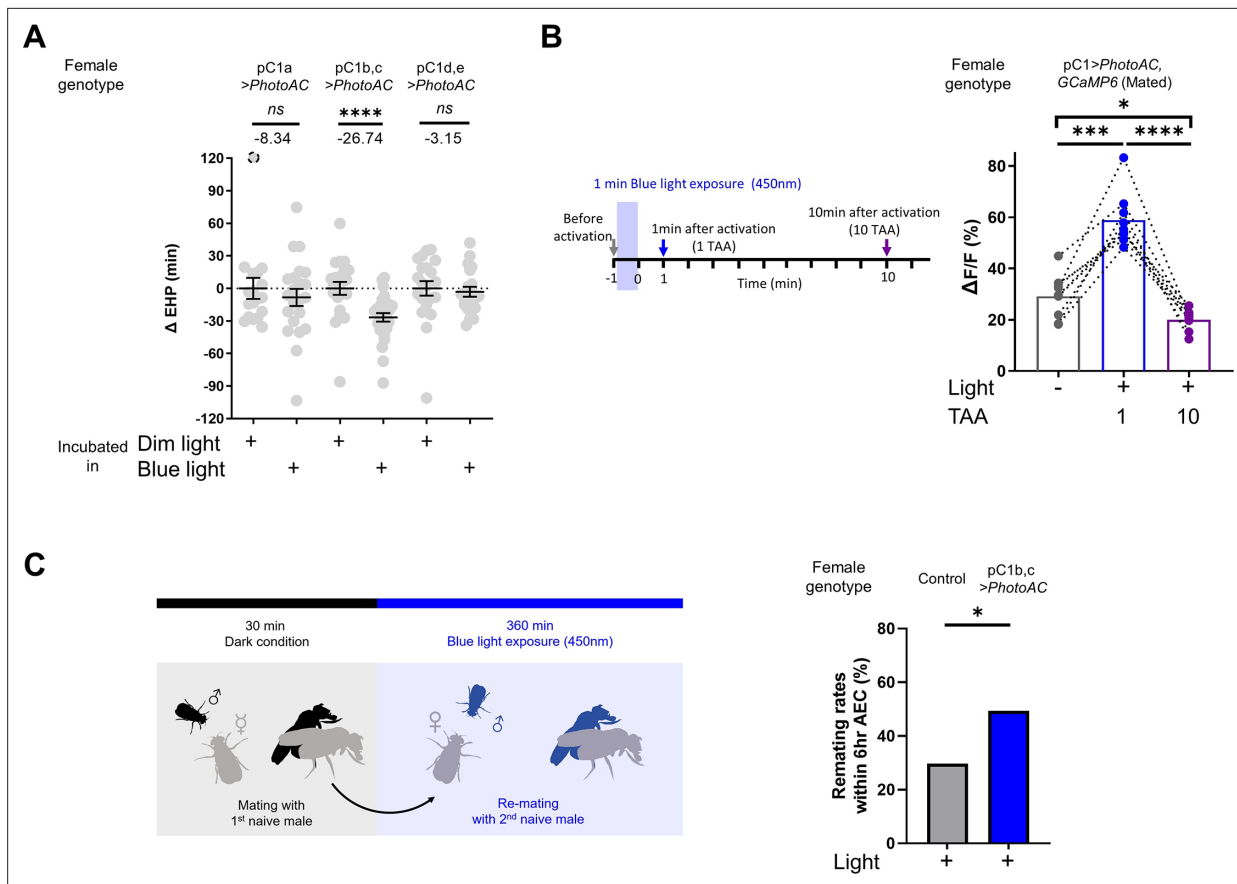 A
Female genotype
pC1a >PhotoAC
pC1b,c >PhotoAC
pC1d,e >PhotoAC
ns
****
ns
-8.34
-26.74
-3.15
Δ EHP (min)
120
90
60
30
0
-30
-60
-90
-120
Incubated in
Dim light + + +
Blue light + + +
B
1 min Blue light exposure (450nm)
Before activation
1min after activation (1 TAA)
10min after activation (10 TAA)
-1 0 1 10
Time (min)
Female genotype
pC1>PhotoAC, GCaMP6 (Mated)
*
*** ****
ΔF/F (%)
80
60
40
20
0
Light - + +
TAA 1 10
C
30 min
Dark condition
360 min
Blue light exposure (450nm)
♂
☿
♀
♂
Mating with
1st naive male
Re-mating
with 2nd naive male
Female genotype
Control
pC1b,c >PhotoAC
*
Remating rates
within 6hr AEC (%)
80
60
40
20
0
Light + +